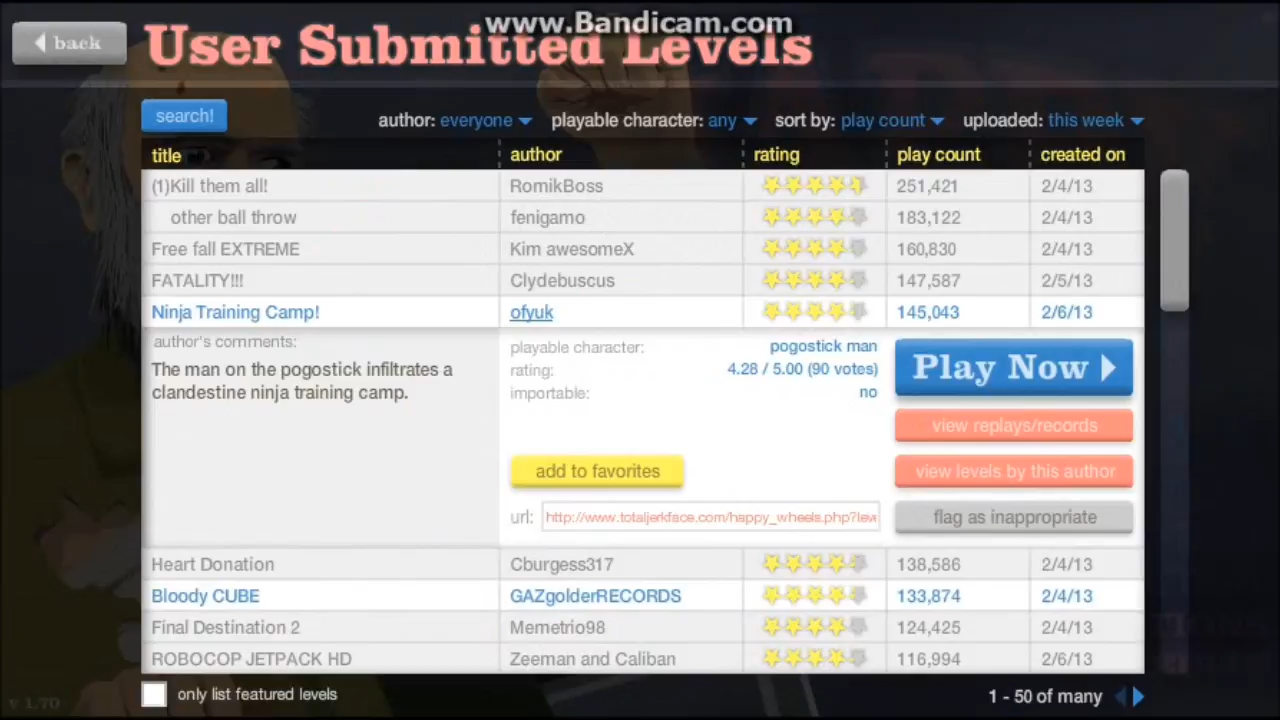 www.Bandicam.com
back
User Submitted Levels
search!
author: everyone playable character: any sort by: play count uploaded: this week
title author rating play count created on
(1)Kill them all! RomikBoss 251,421 2/4/13
other ball throw fenigamo 183,122 2/4/13
Free fall EXTREME Kim awesomeX 160,830 2/4/13
FATALITY!!! Clydebuscus 147,587 2/5/13
Ninja Training Camp! ofyuk 145,043 2/6/13
author's comments:
The man on the pogostick infiltrates a
clandestine ninja training camp.
playable character: pogostick man
rating: 4.28 / 5.00 (90 votes)
importable: no
add to favorites
url: http://www.totaljerkface.com/happy_wheels.php?leve
Play Now
view replays/records
view levels by this author
flag as inappropriate
Heart Donation Cburgess317 138,586 2/4/13
Bloody CUBE GAZgolderRECORDS 133,874 2/4/13
Final Destination 2 Memetrio98 124,425 2/4/13
ROBOCOP JETPACK HD Zeeman and Caliban 116,994 2/6/13
only list featured levels
1 - 50 of many
v 1.70